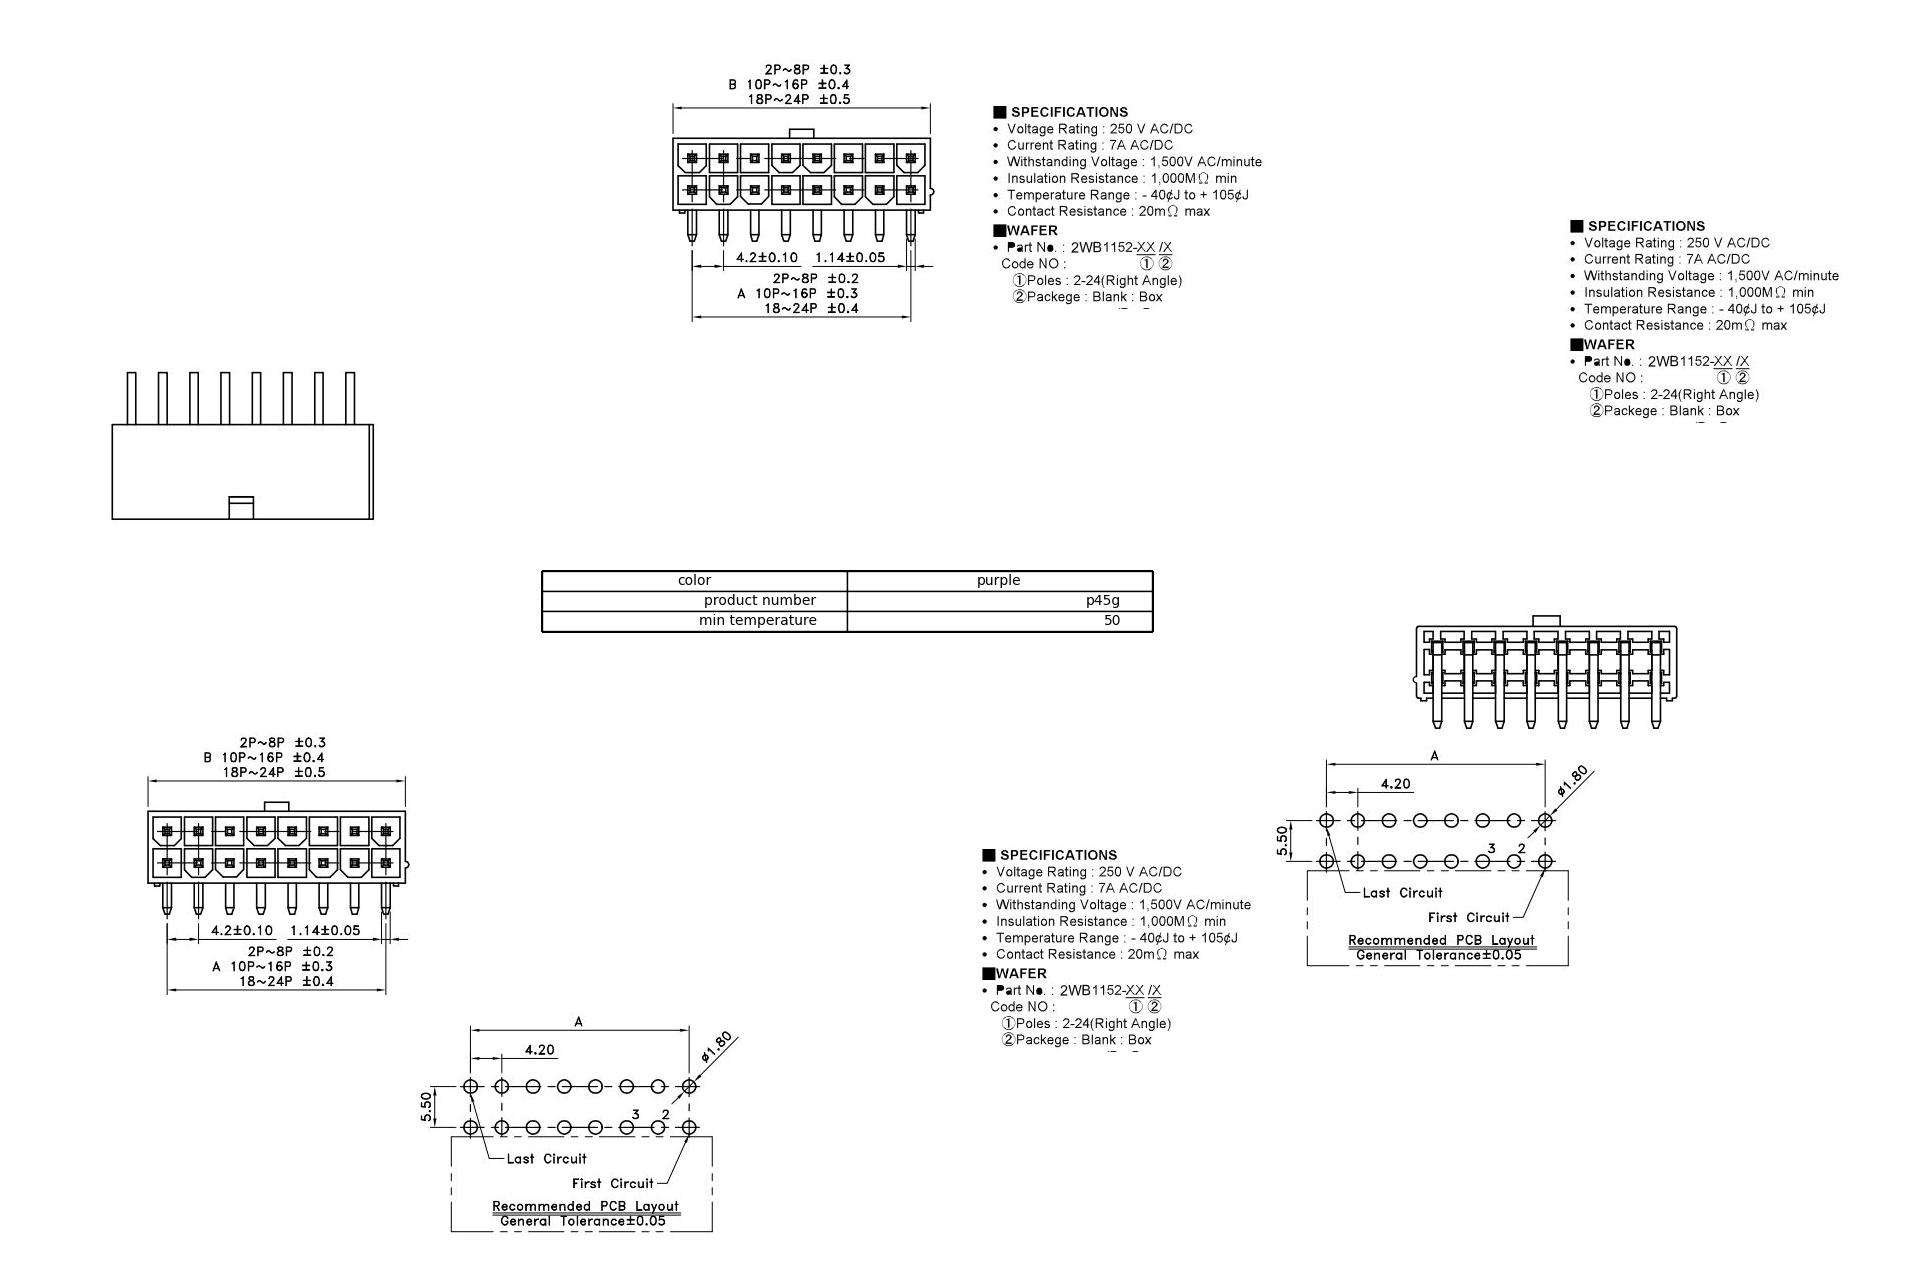 2P~8P ±0.3
B 10P~16P ±0.4
18P~24P ±0.5
4.2±0.10 1.14±0.05
2P~8P ±0.2
A 10P~16P ±0.3
18~24P ±0.4
■ SPECIFICATIONS
• Voltage Rating : 250 V AC/DC
• Current Rating : 7A AC/DC
• Withstanding Voltage : 1,500V AC/minute
• Insulation Resistance : 1,000MΩ min
• Temperature Range : - 40¢J to + 105¢J
• Contact Resistance : 20mΩ max
■WAFER
• Part No. : 2WB1152-XX /X
Code NO : ① ②
①Poles : 2-24(Right Angle)
②Packege : Blank : Box
■ SPECIFICATIONS
• Voltage Rating : 250 V AC/DC
• Current Rating : 7A AC/DC
• Withstanding Voltage : 1,500V AC/minute
• Insulation Resistance : 1,000MΩ min
• Temperature Range : - 40¢J to + 105¢J
• Contact Resistance : 20mΩ max
■WAFER
• Part No. : 2WB1152-XX /X
Code NO : ① ②
①Poles : 2-24(Right Angle)
②Packege : Blank : Box
color purple
product number p45g
min temperature 50
2P~8P ±0.3
B 10P~16P ±0.4
18P~24P ±0.5
4.2±0.10 1.14±0.05
2P~8P ±0.2
A 10P~16P ±0.3
18~24P ±0.4
A
4.20
ø1.80
5.50
3 2
Last Circuit
First Circuit
Recommended PCB Layout
General Tolerance±0.05
■ SPECIFICATIONS
• Voltage Rating : 250 V AC/DC
• Current Rating : 7A AC/DC
• Withstanding Voltage : 1,500V AC/minute
• Insulation Resistance : 1,000MΩ min
• Temperature Range : - 40¢J to + 105¢J
• Contact Resistance : 20mΩ max
■WAFER
• Part No. : 2WB1152-XX /X
Code NO : ① ②
①Poles : 2-24(Right Angle)
②Packege : Blank : Box
A
4.20
ø1.80
5.50
3 2
Last Circuit
First Circuit
Recommended PCB Layout
General Tolerance±0.05